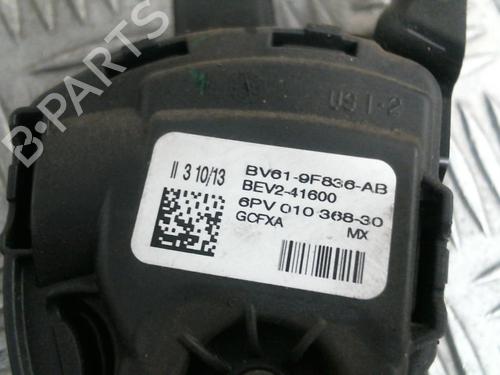 U3 1-2
II 3 10/13
BV61-9F836-AB
BEV2-41600
6PV 010 368-30
GCFXA
MX
B-PARTS